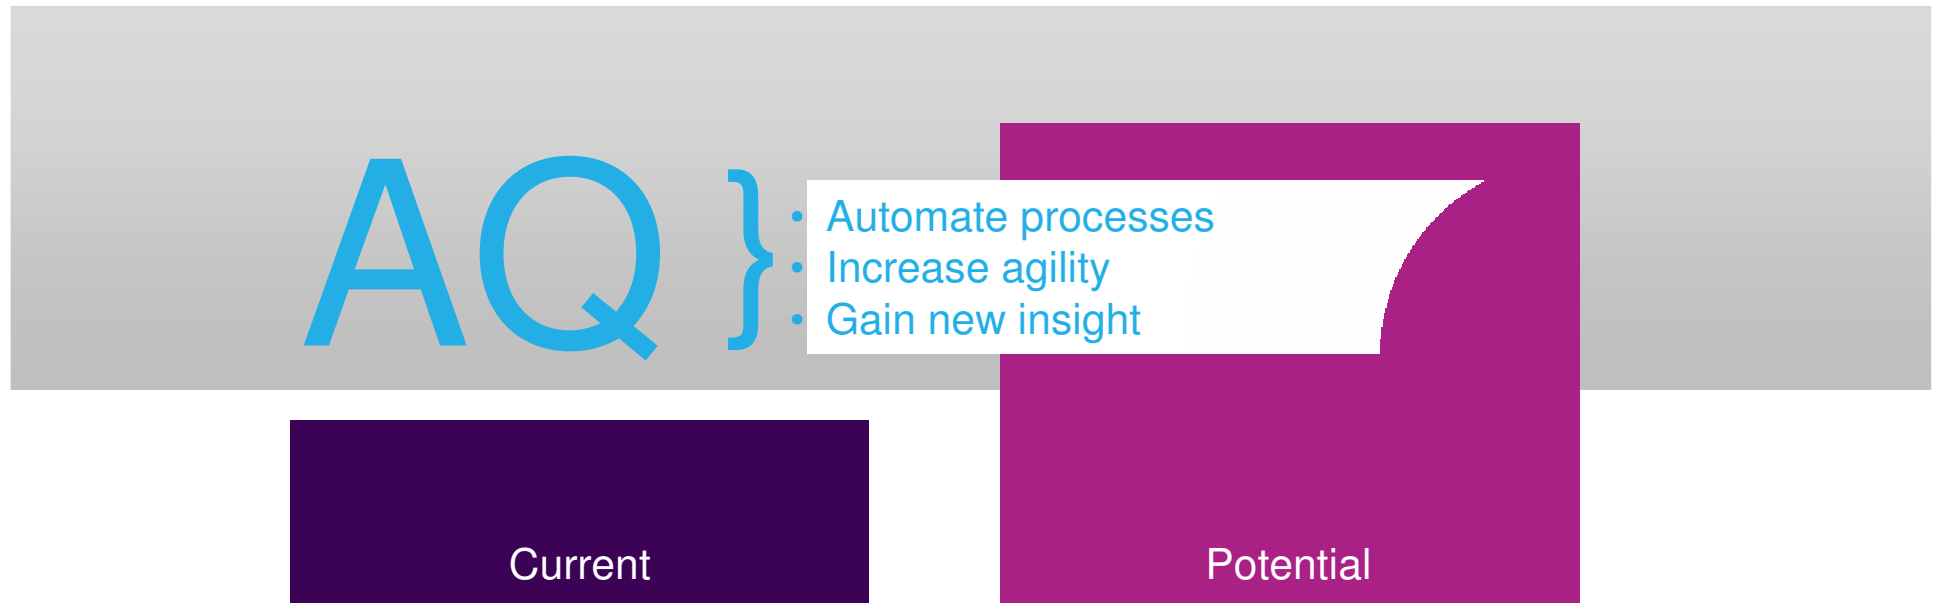 AQ }
• Automate processes
• Increase agility
• Gain new insight
Current
Potential